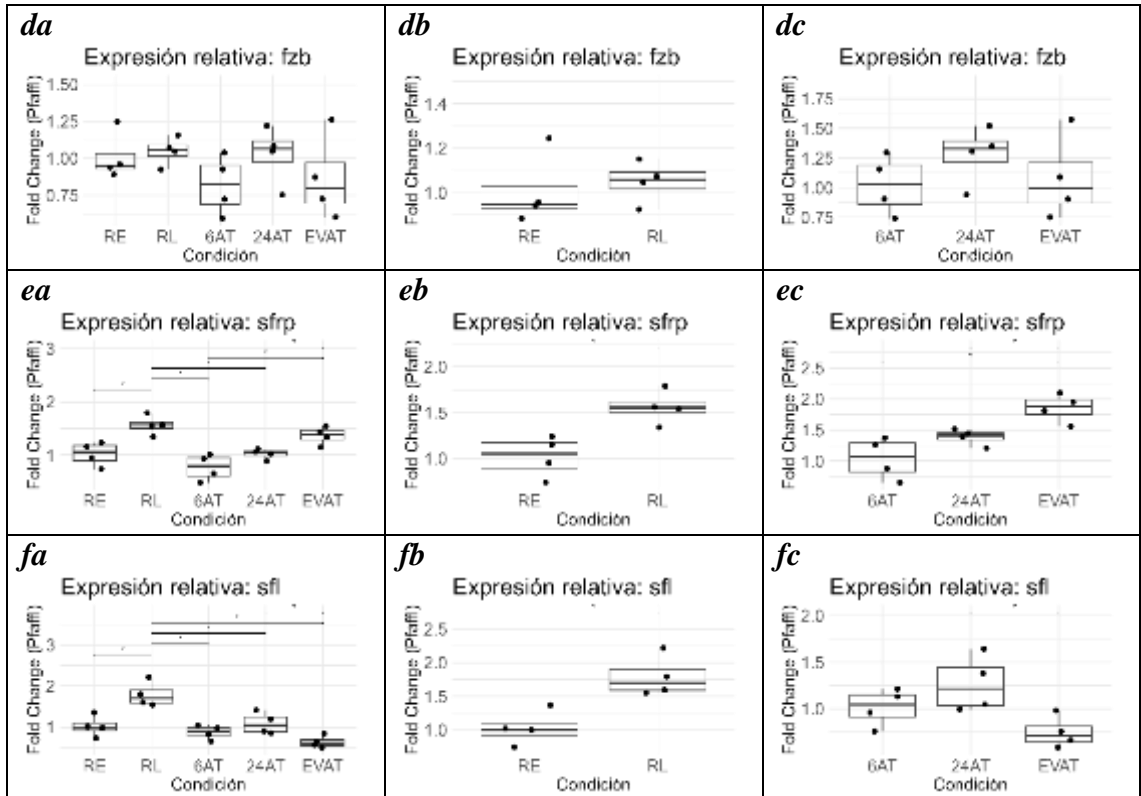 da
Expresión relativa: fzb
Fold Change (Pfaffl)
1.50
1.25
1.00
0.75
RE RL 6AT 24AT EVAT
Condición
db
Expresión relativa: fzb
Fold Change (Pfaffl)
1.4
1.2
1.0
RE RL
Condición
dc
Expresión relativa: fzb
Fold Change (Pfaffl)
1.75
1.50
1.25
1.00
0.75
6AT 24AT EVAT
Condición
ea
Expresión relativa: sfrp
Fold Change (Pfaffl)
3
2
1
RE RL 6AT 24AT EVAT
Condición
eb
Expresión relativa: sfrp
Fold Change (Pfaffl)
2.0
1.5
1.0
RE RL
Condición
ec
Expresión relativa: sfrp
Fold Change (Pfaffl)
2.5
2.0
1.5
1.0
6AT 24AT EVAT
Condición
fa
Expresión relativa: sfl
Fold Change (Pfaffl)
3
2
1
RE RL 6AT 24AT EVAT
Condición
fb
Expresión relativa: sfl
Fold Change (Pfaffl)
2.5
2.0
1.5
1.0
RE RL
Condición
fc
Expresión relativa: sfl
Fold Change (Pfaffl)
2.0
1.5
1.0
6AT 24AT EVAT
Condición